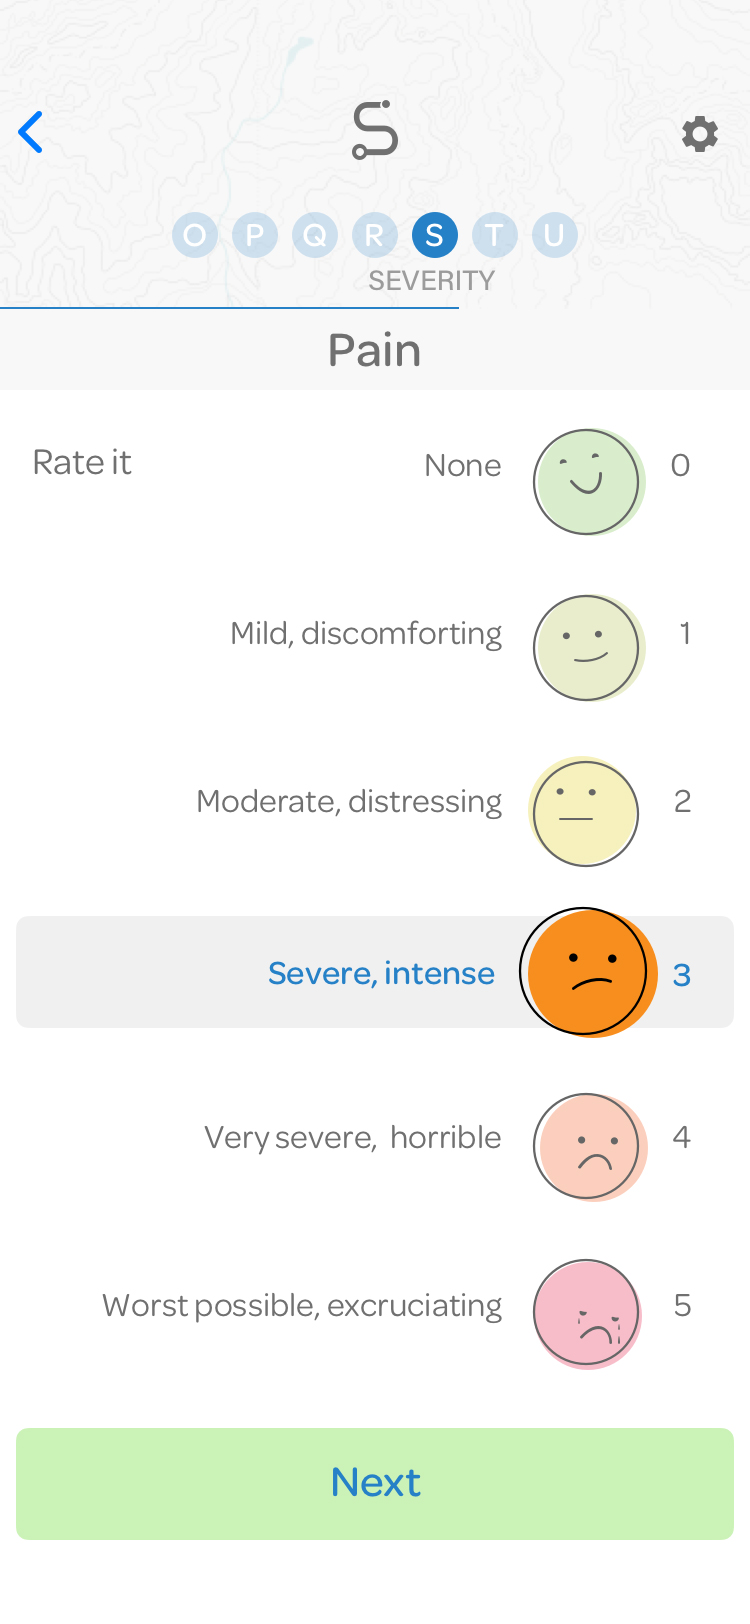 O P Q R S T U
SEVERITY
Pain
Rate it
None 0
Mild, discomforting 1
Moderate, distressing 2
Severe, intense 3
Very severe, horrible 4
Worst possible, excruciating 5
Next